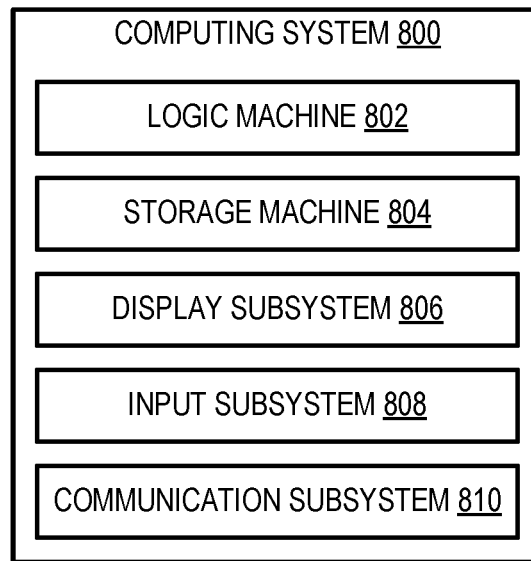 COMPUTING SYSTEM 800
LOGIC MACHINE 802
STORAGE MACHINE 804
DISPLAY SUBSYSTEM 806
INPUT SUBSYSTEM 808
COMMUNICATION SUBSYSTEM 810